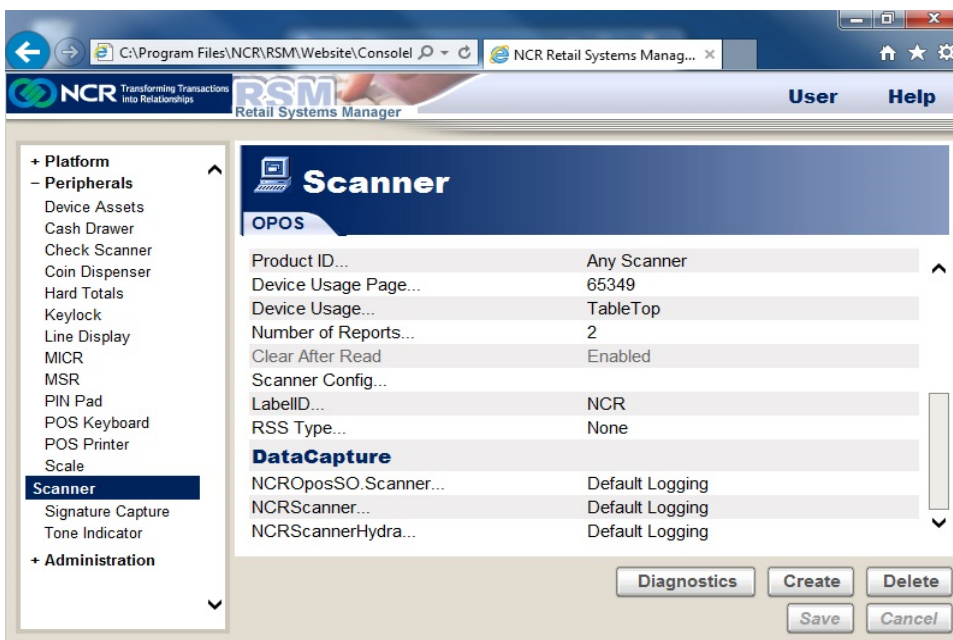 C:\Program Files\NCR\RSM\Website\Consolel
NCR Retail Systems Manag...
NCR Transforming Transactions into Relationships
RSM
Retail Systems Manager
User Help
+ Platform
– Peripherals
Device Assets
Cash Drawer
Check Scanner
Coin Dispenser
Hard Totals
Keylock
Line Display
MICR
MSR
PIN Pad
POS Keyboard
POS Printer
Scale
Scanner
Signature Capture
Tone Indicator
+ Administration
Scanner
OPOS
Product ID... Any Scanner
Device Usage Page... 65349
Device Usage... TableTop
Number of Reports... 2
Clear After Read Enabled
Scanner Config...
LabelID... NCR
RSS Type... None
DataCapture
NCROposSO.Scanner... Default Logging
NCRScanner... Default Logging
NCRScannerHydra... Default Logging
Diagnostics Create Delete
Save Cancel